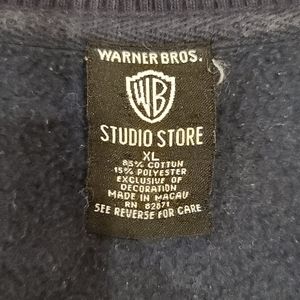 WARNER BROS.
WB
STUDIO STORE
XL
85% COTTON
15% POLYESTER
EXCLUSIVE OF
DECORATION
MADE IN MACAU
RN 82871
SEE REVERSE FOR CARE